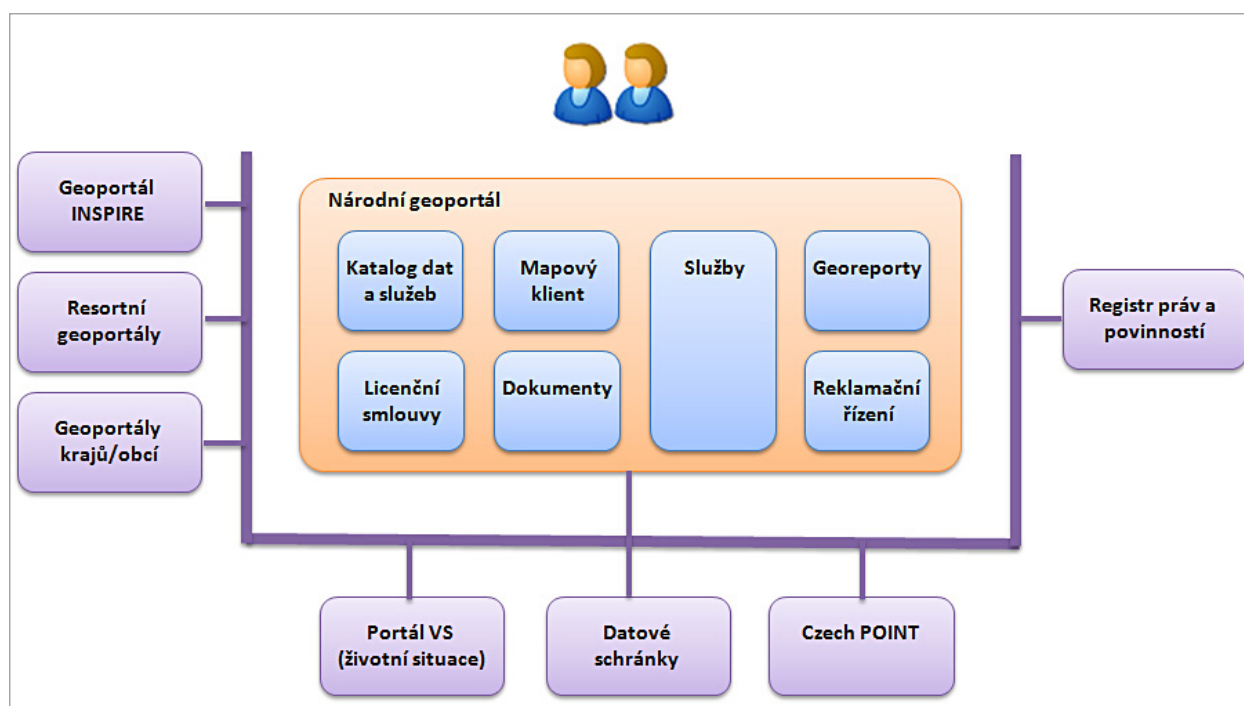 Geoportál
INSPIRE
Resortní
geoportály
Geoportály
krajů/obcí
Národní geoportál
Katalog dat
a služeb
Mapový
klient
Služby
Georeporty
Licenční
smlouvy
Dokumenty
Reklamační
řízení
Registr práv a
povinností
Portál VS
(životní situace)
Datové
schránky
Czech POINT